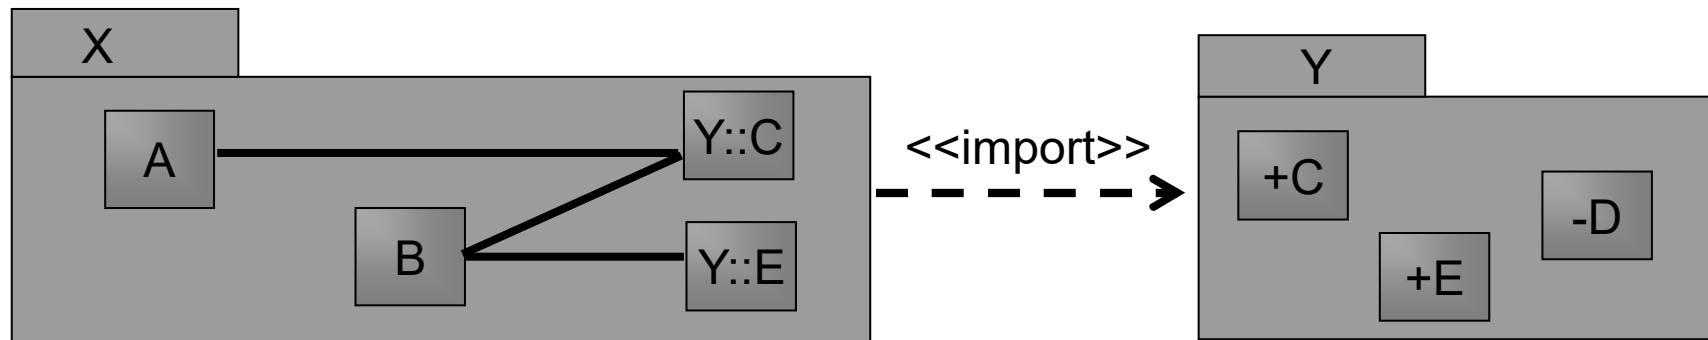 X
A
B
Y::C
Y::E
<<import>>
Y
+C
+E
-D